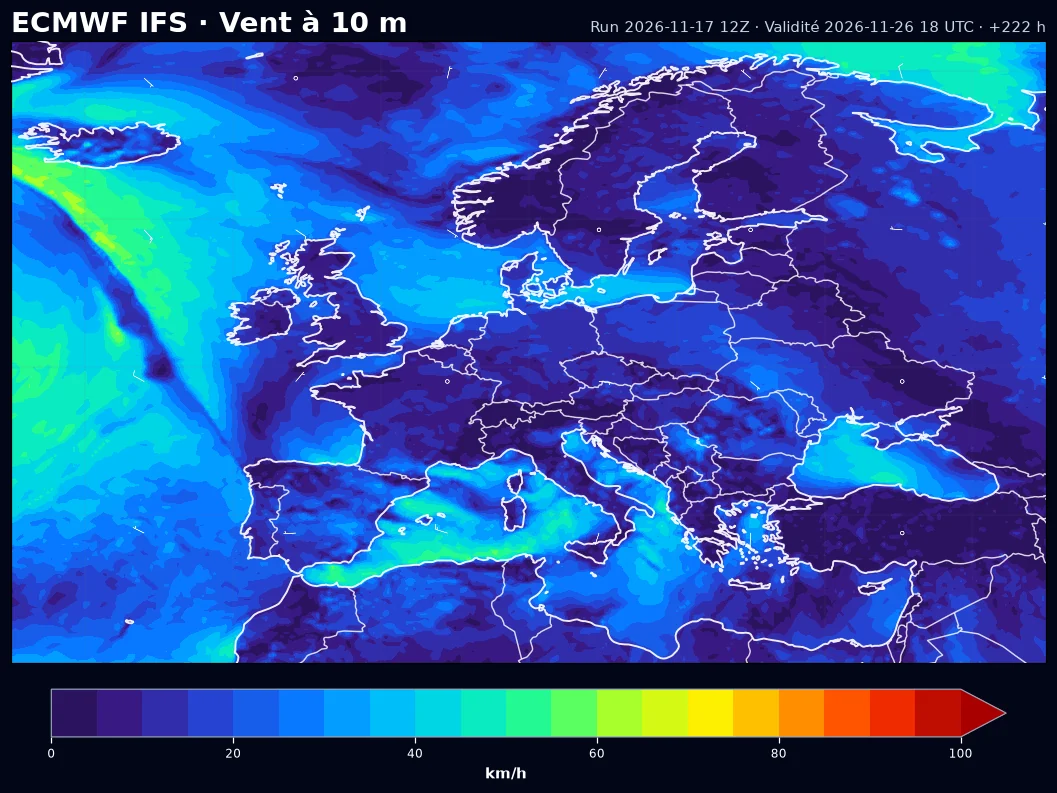 ECMWF IFS · Vent à 10 m
Run 2026-11-17 12Z · Validité 2026-11-26 18 UTC · +222 h
0 20 40 60 80 100
km/h